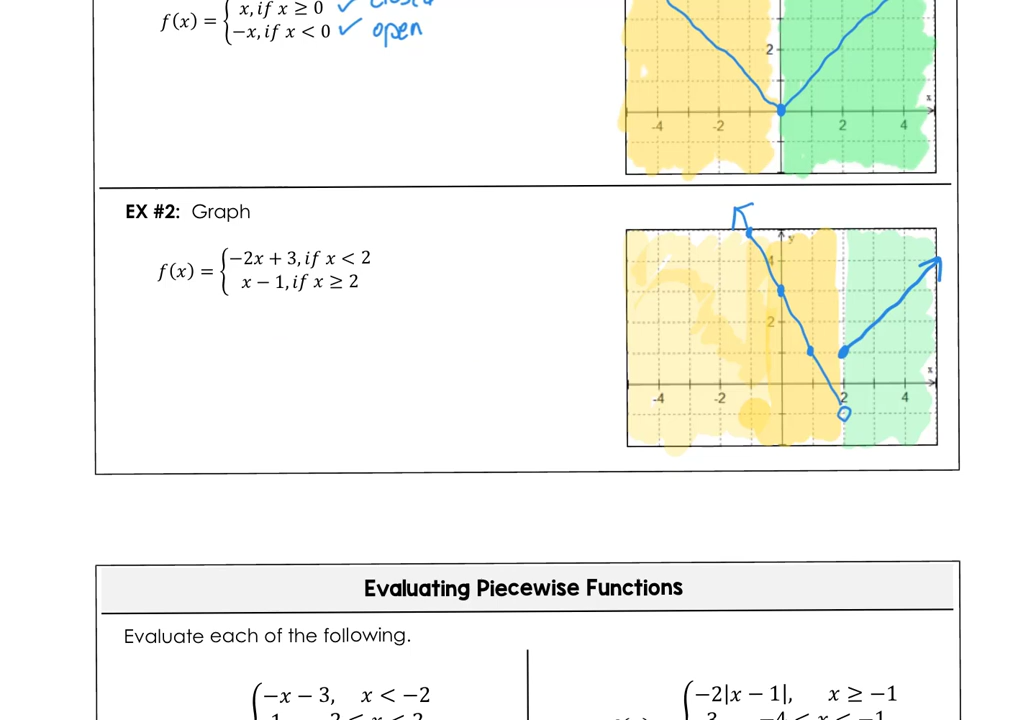 f(x) = { x, if x ≥ 0 ✓ closed
−x, if x < 0 ✓ open
2
x
-4 -2 2 4
EX #2: Graph
f(x) = { −2x + 3, if x < 2
x − 1, if x ≥ 2
y
4
2
x
-4 -2 2 4
Evaluating Piecewise Functions
Evaluate each of the following.
−x − 3, x < −2
−2|x − 1|, x ≥ −1